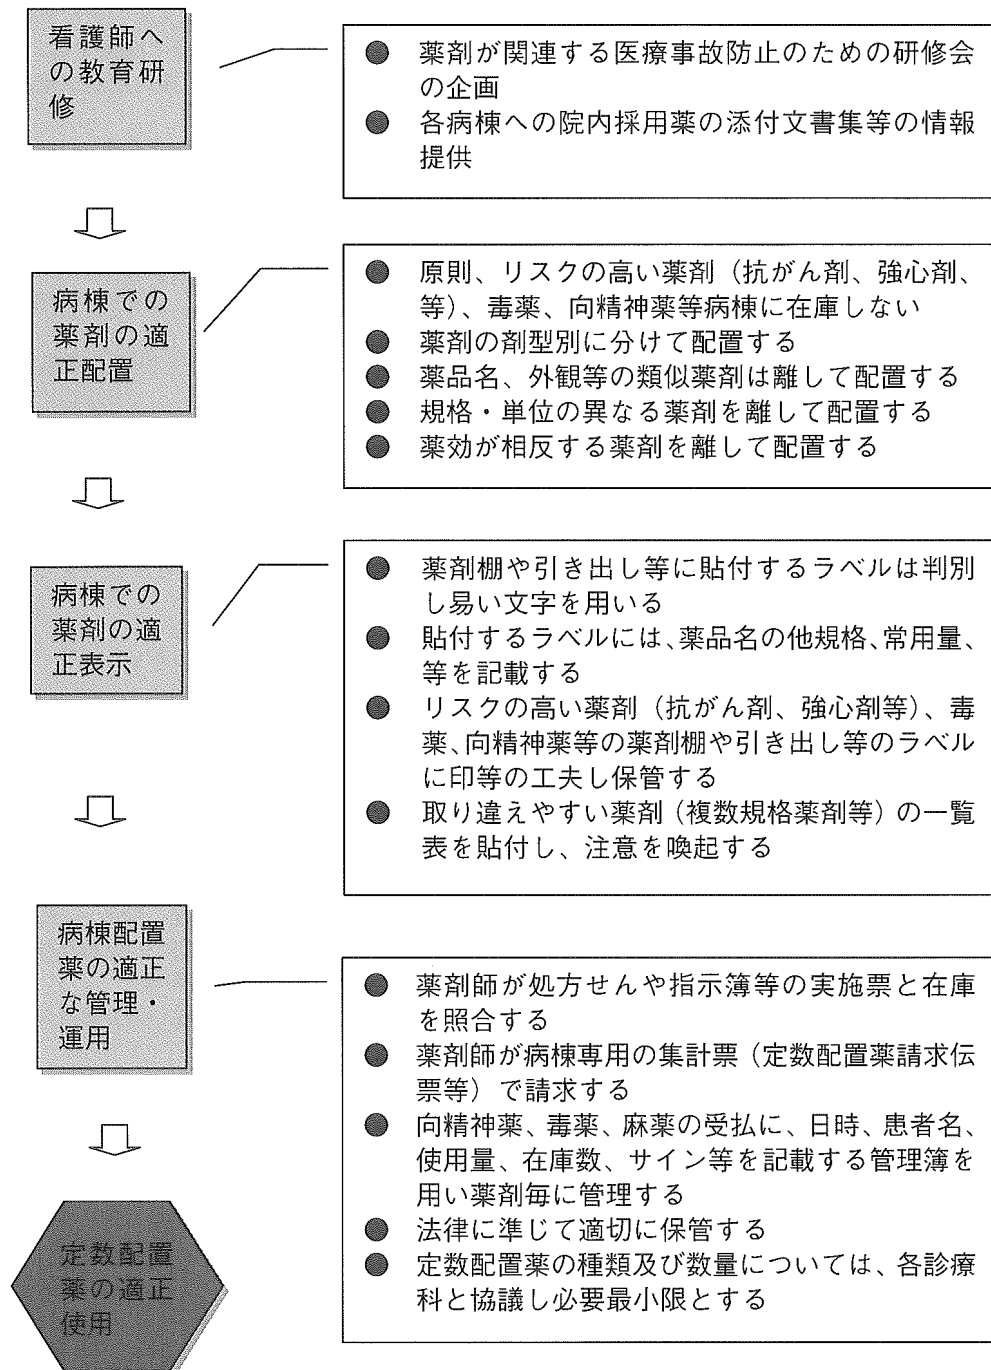 看護師へ
の教育研
修
● 薬剤が関連する医療事故防止のための研修会
の企画
● 各病棟への院内採用薬の添付文書集等の情報
提供
病棟での
薬剤の適
正配置
● 原則、リスクの高い薬剤（抗がん剤、強心剤、
等）、毒薬、向精神薬等病棟に在庫しない
● 薬剤の剤型別に分けて配置する
● 薬品名、外観等の類似薬剤は離して配置する
● 規格・単位の異なる薬剤を離して配置する
● 薬効が相反する薬剤を離して配置する
病棟での
薬剤の適
正表示
● 薬剤棚や引き出し等に貼付するラベルは判別
し易い文字を用いる
● 貼付するラベルには、薬品名の他規格、常用量、
等を記載する
● リスクの高い薬剤（抗がん剤、強心剤等）、毒
薬、向精神薬等の薬剤棚や引き出し等のラベル
に印等の工夫し保管する
● 取り違えやすい薬剤（複数規格薬剤等）の一覧
表を貼付し、注意を喚起する
病棟配置
薬の適正
な管理・
運用
● 薬剤師が処方せんや指示簿等の実施票と在庫
を照合する
● 薬剤師が病棟専用の集計票（定数配置薬請求伝
票等）で請求する
● 向精神薬、毒薬、麻薬の受払に、日時、患者名、
使用量、在庫数、サイン等を記載する管理簿を
用い薬剤毎に管理する
● 法律に準じて適切に保管する
● 定数配置薬の種類及び数量については、各診療
科と協議し必要最小限とする
定数配置
薬の適正
使用